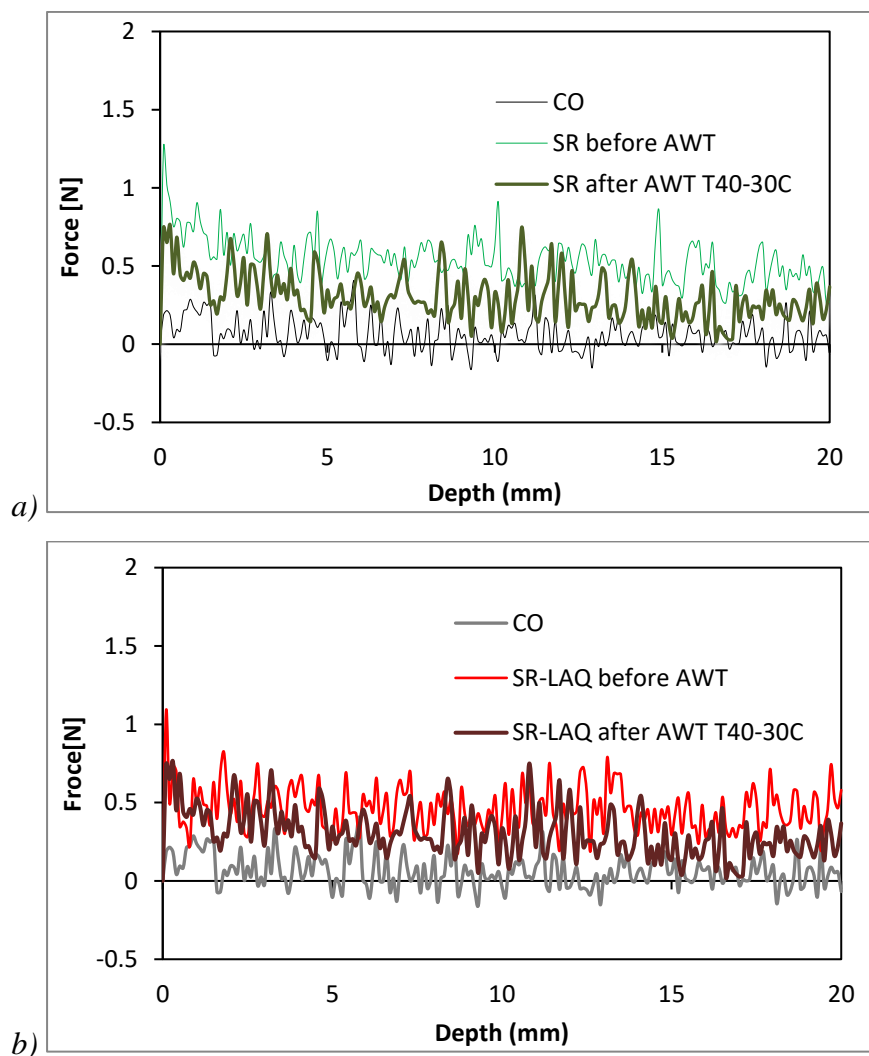 2
1.5
CO
SR before AWT
1
SR after AWT T40-30C
0.5
0
-0.5
Force [N]
0 5 10 15 20
Depth (mm)
a)
2
1.5
CO
SR-LAQ before AWT
1
SR-LAQ after AWT T40-30C
0.5
0
-0.5
Froce[N]
0 5 10 15 20
Depth (mm)
b)